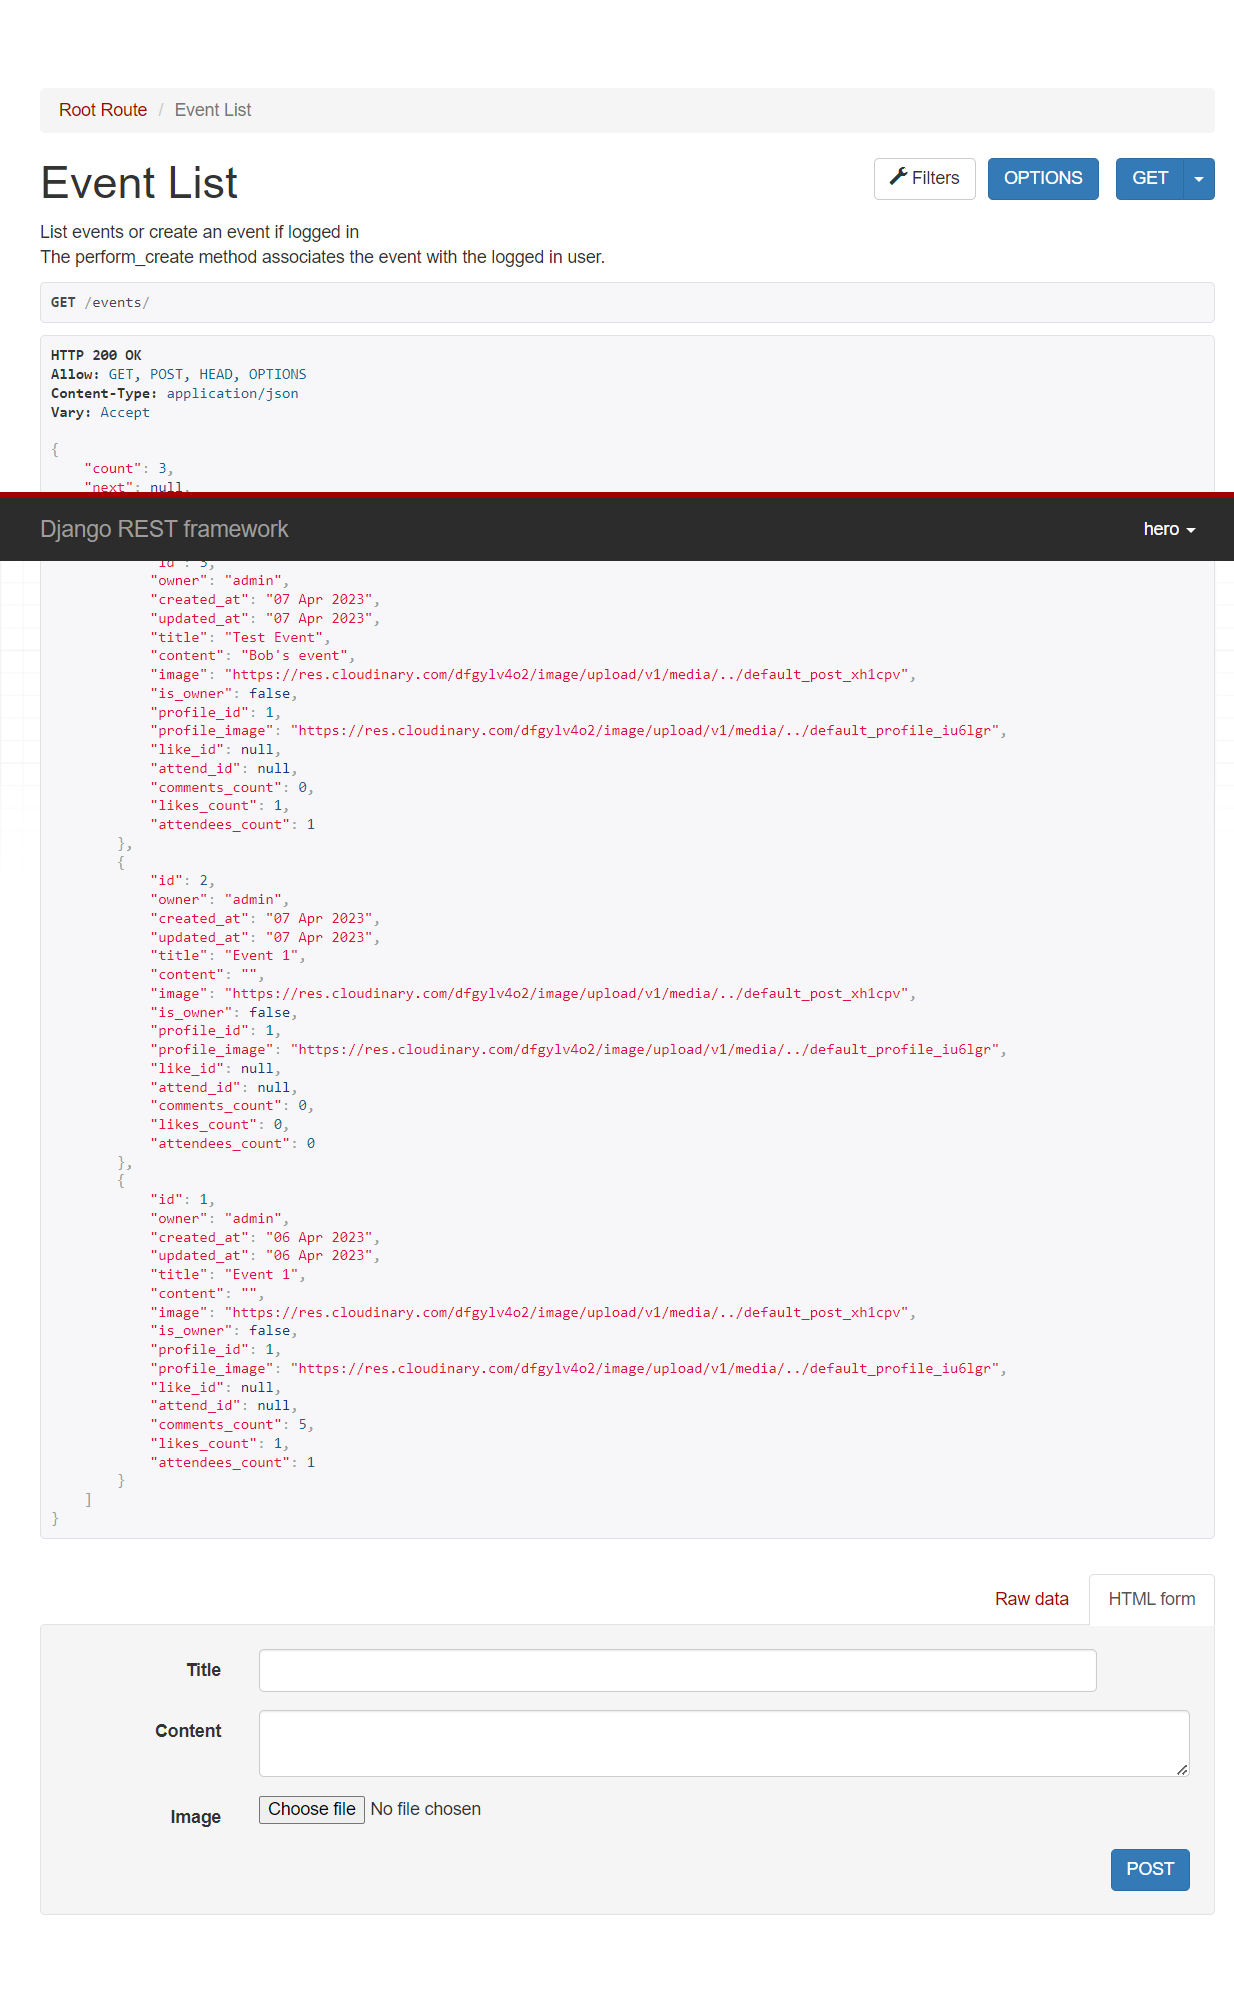 Root Route / Event List
Event List
Filters
OPTIONS
GET
List events or create an event if logged in
The perform_create method associates the event with the logged in user.
GET /events/
HTTP 200 OK
Allow: GET, POST, HEAD, OPTIONS
Content-Type: application/json
Vary: Accept
{
"count": 3,
"next": null,
Django REST framework
hero
"id": 3,
"owner": "admin",
"created_at": "07 Apr 2023",
"updated_at": "07 Apr 2023",
"title": "Test Event",
"content": "Bob's event",
"image": "https://res.cloudinary.com/dfgylv4o2/image/upload/v1/media/../default_post_xh1cpv",
"is_owner": false,
"profile_id": 1,
"profile_image": "https://res.cloudinary.com/dfgylv4o2/image/upload/v1/media/../default_profile_iu6lgr",
"like_id": null,
"attend_id": null,
"comments_count": 0,
"likes_count": 1,
"attendees_count": 1
},
{
"id": 2,
"owner": "admin",
"created_at": "07 Apr 2023",
"updated_at": "07 Apr 2023",
"title": "Event 1",
"content": "",
"image": "https://res.cloudinary.com/dfgylv4o2/image/upload/v1/media/../default_post_xh1cpv",
"is_owner": false,
"profile_id": 1,
"profile_image": "https://res.cloudinary.com/dfgylv4o2/image/upload/v1/media/../default_profile_iu6lgr",
"like_id": null,
"attend_id": null,
"comments_count": 0,
"likes_count": 0,
"attendees_count": 0
},
{
"id": 1,
"owner": "admin",
"created_at": "06 Apr 2023",
"updated_at": "06 Apr 2023",
"title": "Event 1",
"content": "",
"image": "https://res.cloudinary.com/dfgylv4o2/image/upload/v1/media/../default_post_xh1cpv",
"is_owner": false,
"profile_id": 1,
"profile_image": "https://res.cloudinary.com/dfgylv4o2/image/upload/v1/media/../default_profile_iu6lgr",
"like_id": null,
"attend_id": null,
"comments_count": 5,
"likes_count": 1,
"attendees_count": 1
}
]
}
Raw data
HTML form
Title
Content
Image
Choose file No file chosen
POST